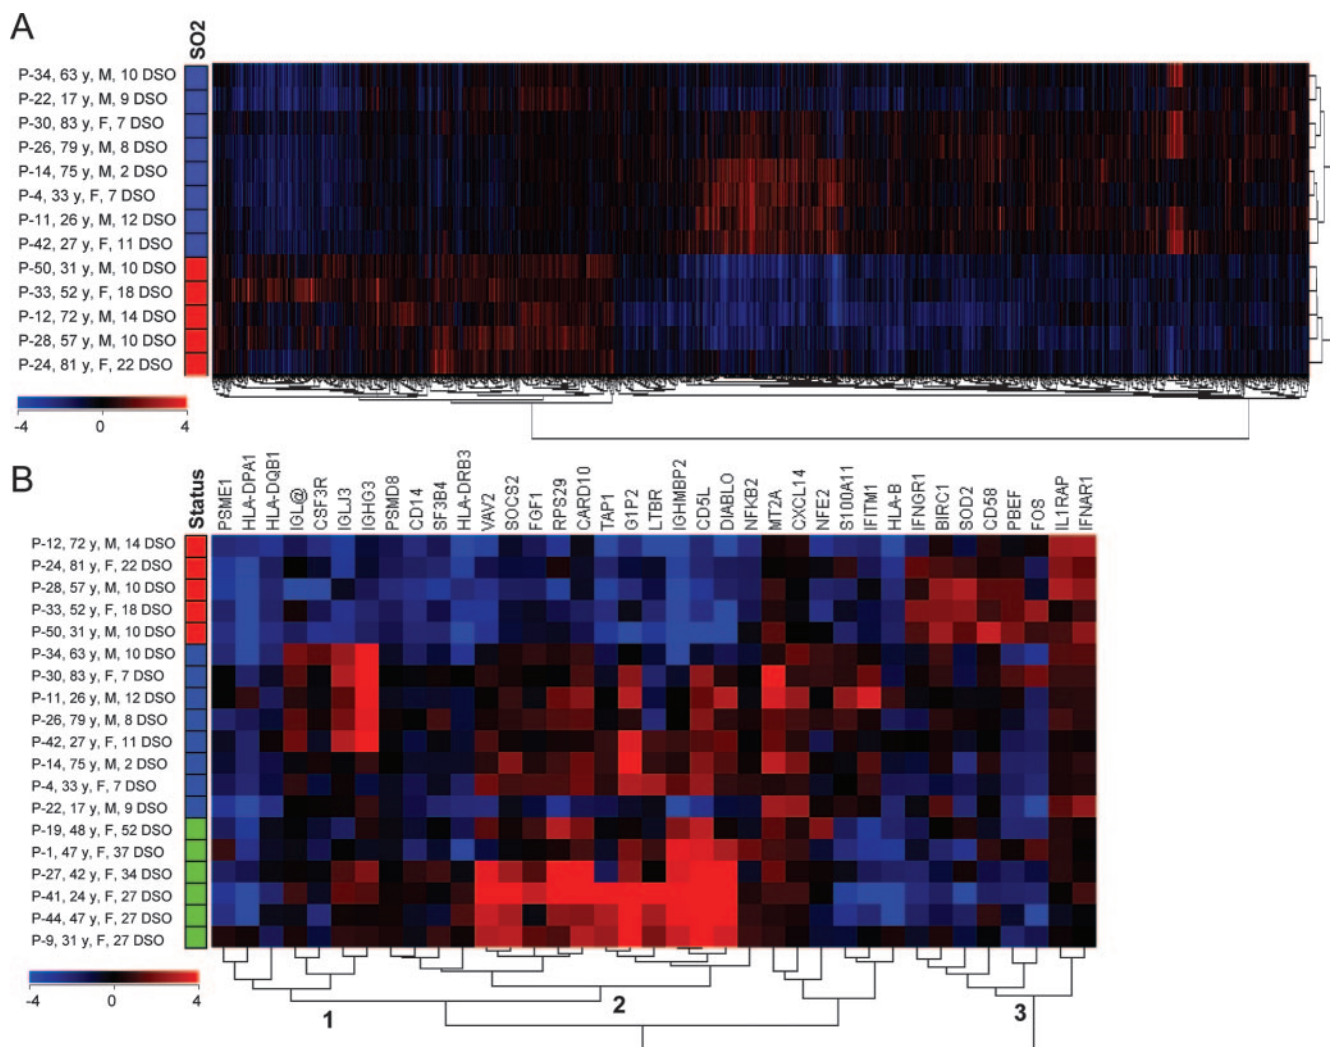 A
SO2
P-34, 63 y, M, 10 DSO
P-22, 17 y, M, 9 DSO
P-30, 83 y, F, 7 DSO
P-26, 79 y, M, 8 DSO
P-14, 75 y, M, 2 DSO
P-4, 33 y, F, 7 DSO
P-11, 26 y, M, 12 DSO
P-42, 27 y, F, 11 DSO
P-50, 31 y, M, 10 DSO
P-33, 52 y, F, 18 DSO
P-12, 72 y, M, 14 DSO
P-28, 57 y, M, 10 DSO
P-24, 81 y, F, 22 DSO
-4 0 4
B
Status
PSME1
HLA-DPA1
HLA-DQB1
IGL@
CSF3R
IGLJ3
IGHG3
PSMD8
CD14
SF3B4
HLA-DRB3
VAV2
SOCS2
FGF1
RPS29
CARD10
TAP1
G1P2
LTBR
IGHMBP2
CD5L
DIABLO
NFKB2
MT2A
CXCL14
NFE2
S100A11
IFITM1
HLA-B
IFNGR1
BIRC1
SOD2
CD58
PBEF
FOS
IL1RAP
IFNAR1
P-12, 72 y, M, 14 DSO
P-24, 81 y, F, 22 DSO
P-28, 57 y, M, 10 DSO
P-33, 52 y, F, 18 DSO
P-50, 31 y, M, 10 DSO
P-34, 63 y, M, 10 DSO
P-30, 83 y, F, 7 DSO
P-11, 26 y, M, 12 DSO
P-26, 79 y, M, 8 DSO
P-42, 27 y, F, 11 DSO
P-14, 75 y, M, 2 DSO
P-4, 33 y, F, 7 DSO
P-22, 17 y, M, 9 DSO
P-19, 48 y, F, 52 DSO
P-1, 47 y, F, 37 DSO
P-27, 42 y, F, 34 DSO
P-41, 24 y, F, 27 DSO
P-44, 47 y, F, 27 DSO
P-9, 31 y, F, 27 DSO
-4 0 4
1 2 3